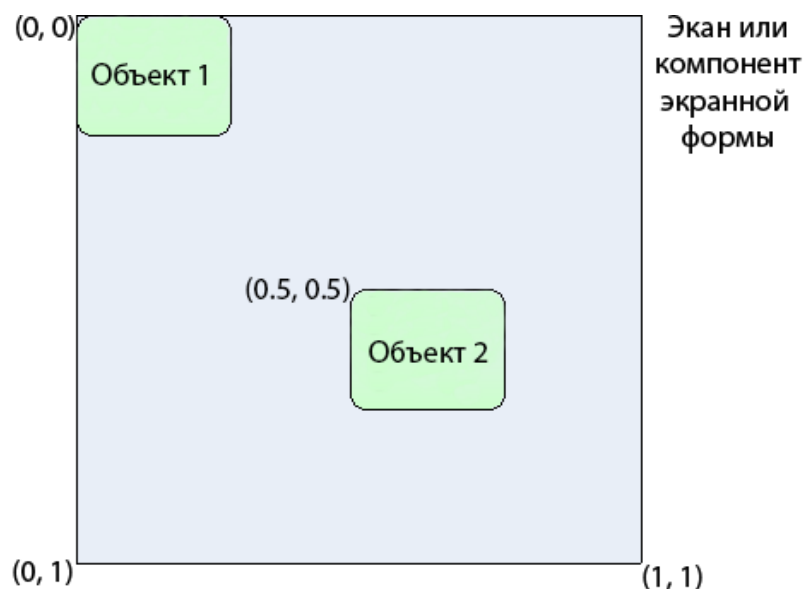 (0, 0)
Объект 1
Экан или
компонент
экранной
формы
(0.5, 0.5)
Объект 2
(0, 1)
(1, 1)